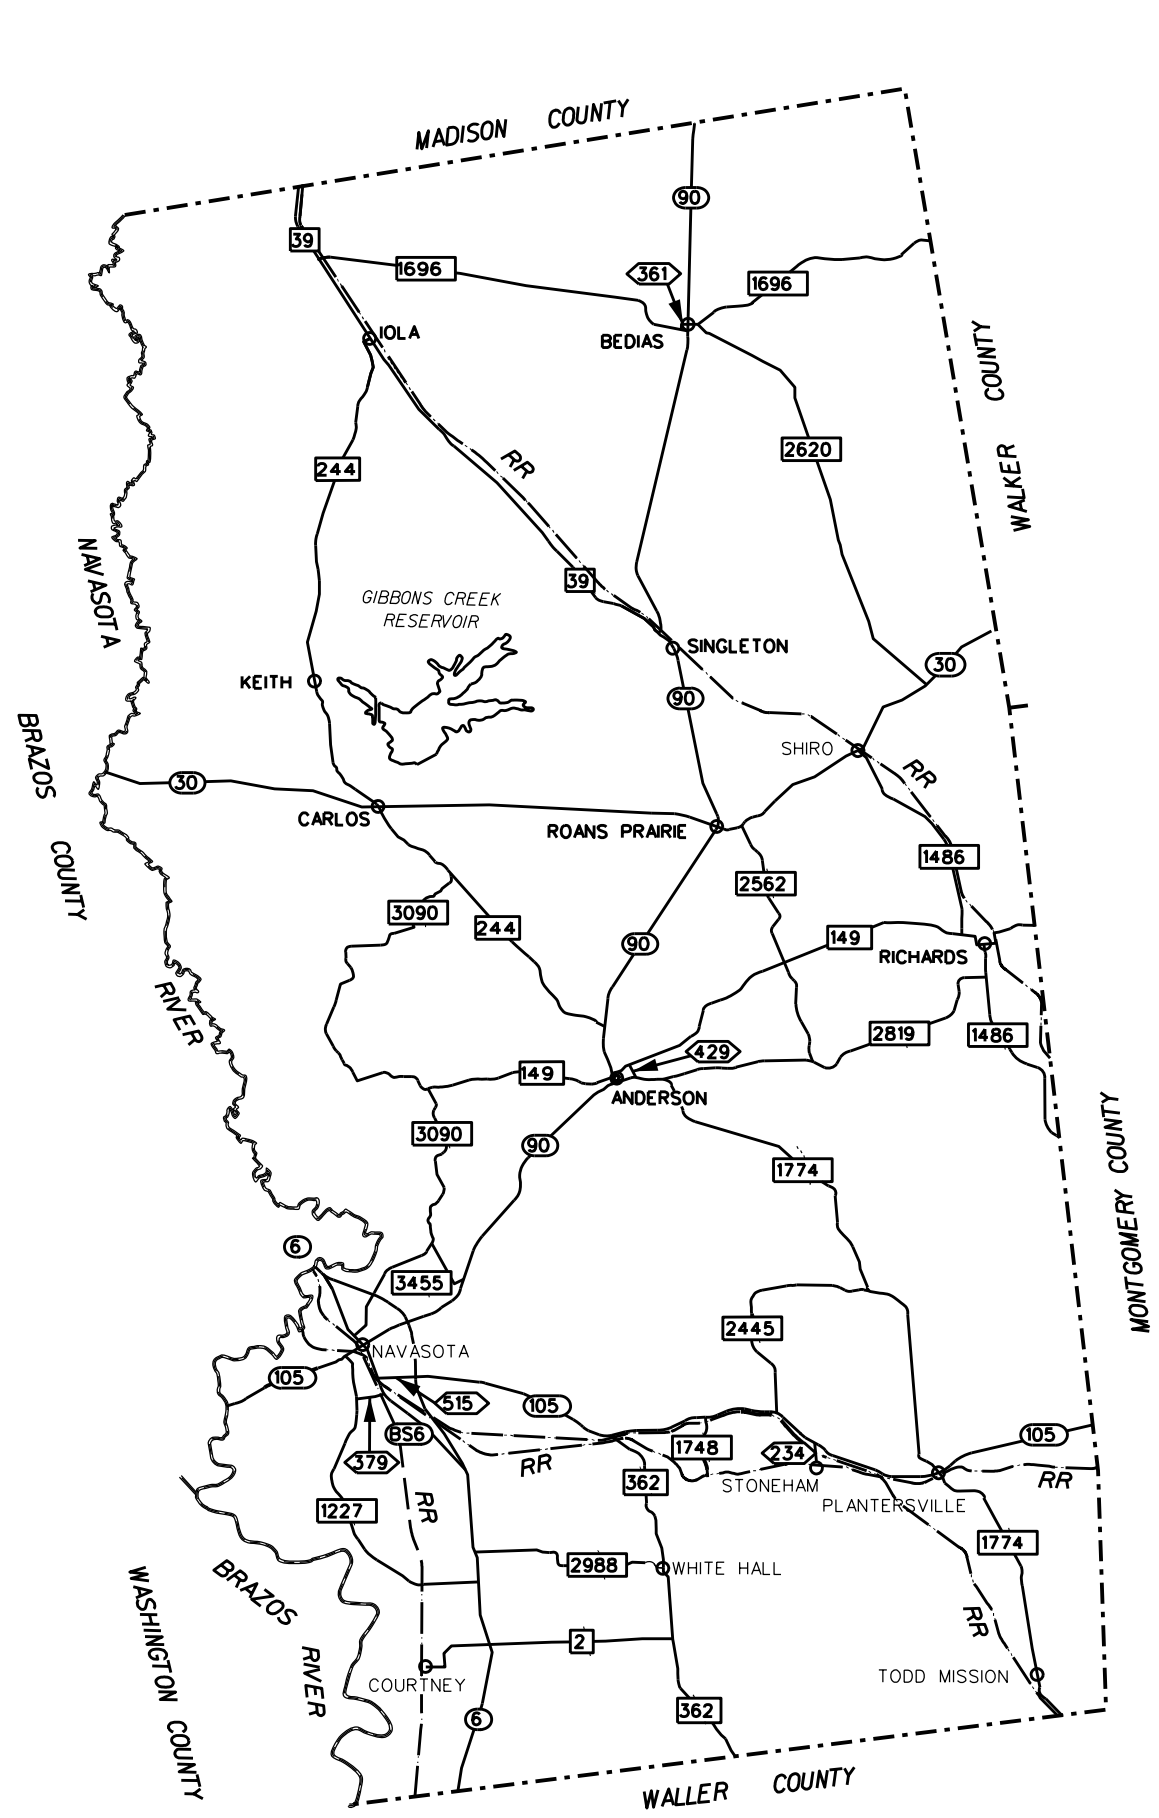 MADISON COUNTY
90
39
1696
361
1696
IOLA
BEDIAS
COUNTY
WALKER
2620
RR
244
NAVASOTA
39
GIBBONS CREEK
RESERVOIR
SINGLETON
30
KEITH
90
BRAZOS
COUNTY
SHIRO
RR
30
CARLOS
ROANS PRAIRIE
1486
2562
3090
244
90
149
RICHARDS
RIVER
2819
1486
429
149
ANDERSON
3090
90
1774
MONTGOMERY COUNTY
6
3455
2445
NAVASOTA
105
515
105
BS6
1748
234
105
379
RR
362
STONEHAM
RR
PLANTERSVILLE
1227
RR
1774
2988
WHITE HALL
BRAZOS
RIVER
WASHINGTON COUNTY
RR
2
COURTNEY
TODD MISSION
6
362
WALLER COUNTY